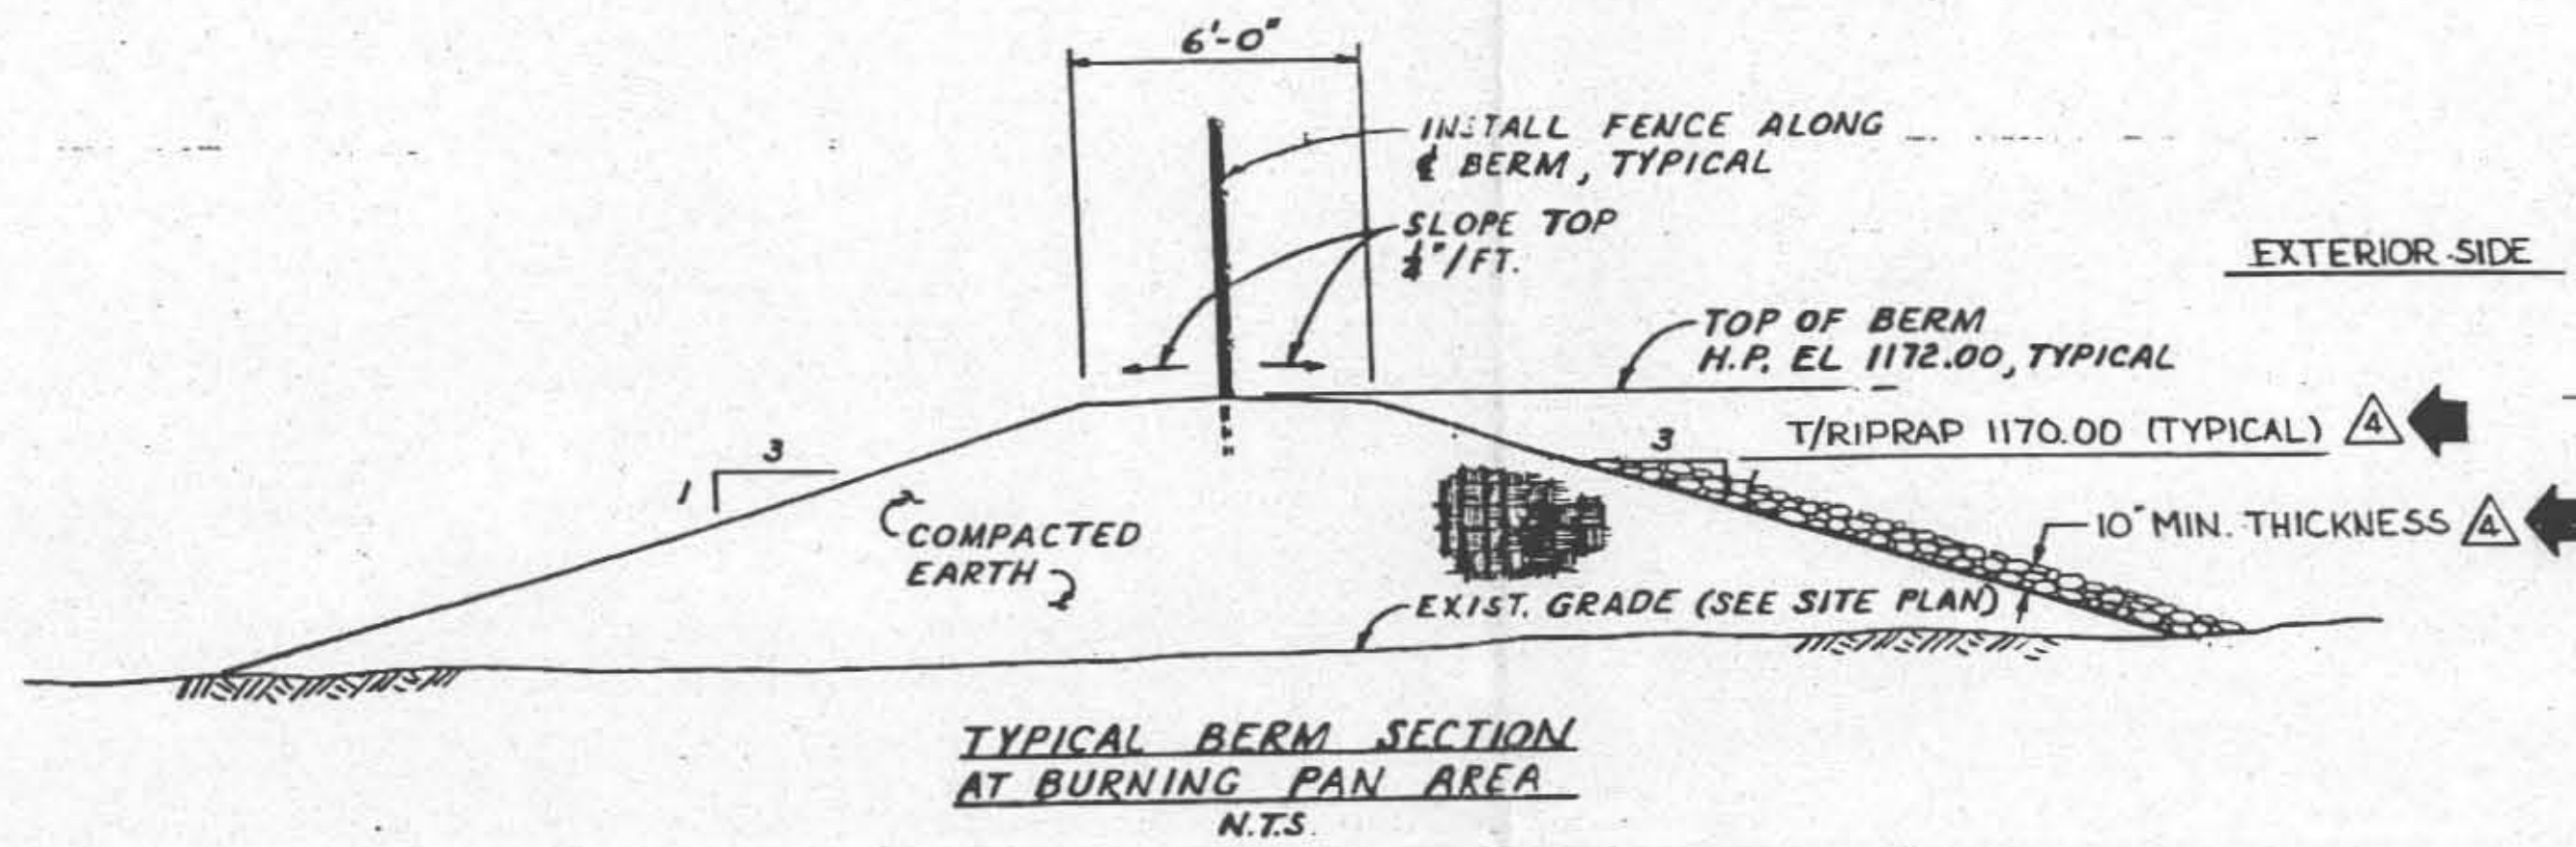 6'-0"
INSTALL FENCE ALONG
℄ BERM, TYPICAL
SLOPE TOP
"/FT.
EXTERIOR SIDE
TOP OF BERM
H.P. EL 1172.00, TYPICAL
T/RIPRAP 1170.00 (TYPICAL) 4
3
1
3
1
10" MIN. THICKNESS 4
COMPACTED
EARTH
EXIST. GRADE (SEE SITE PLAN)
TYPICAL BERM SECTION
AT BURNING PAN AREA
N.T.S.